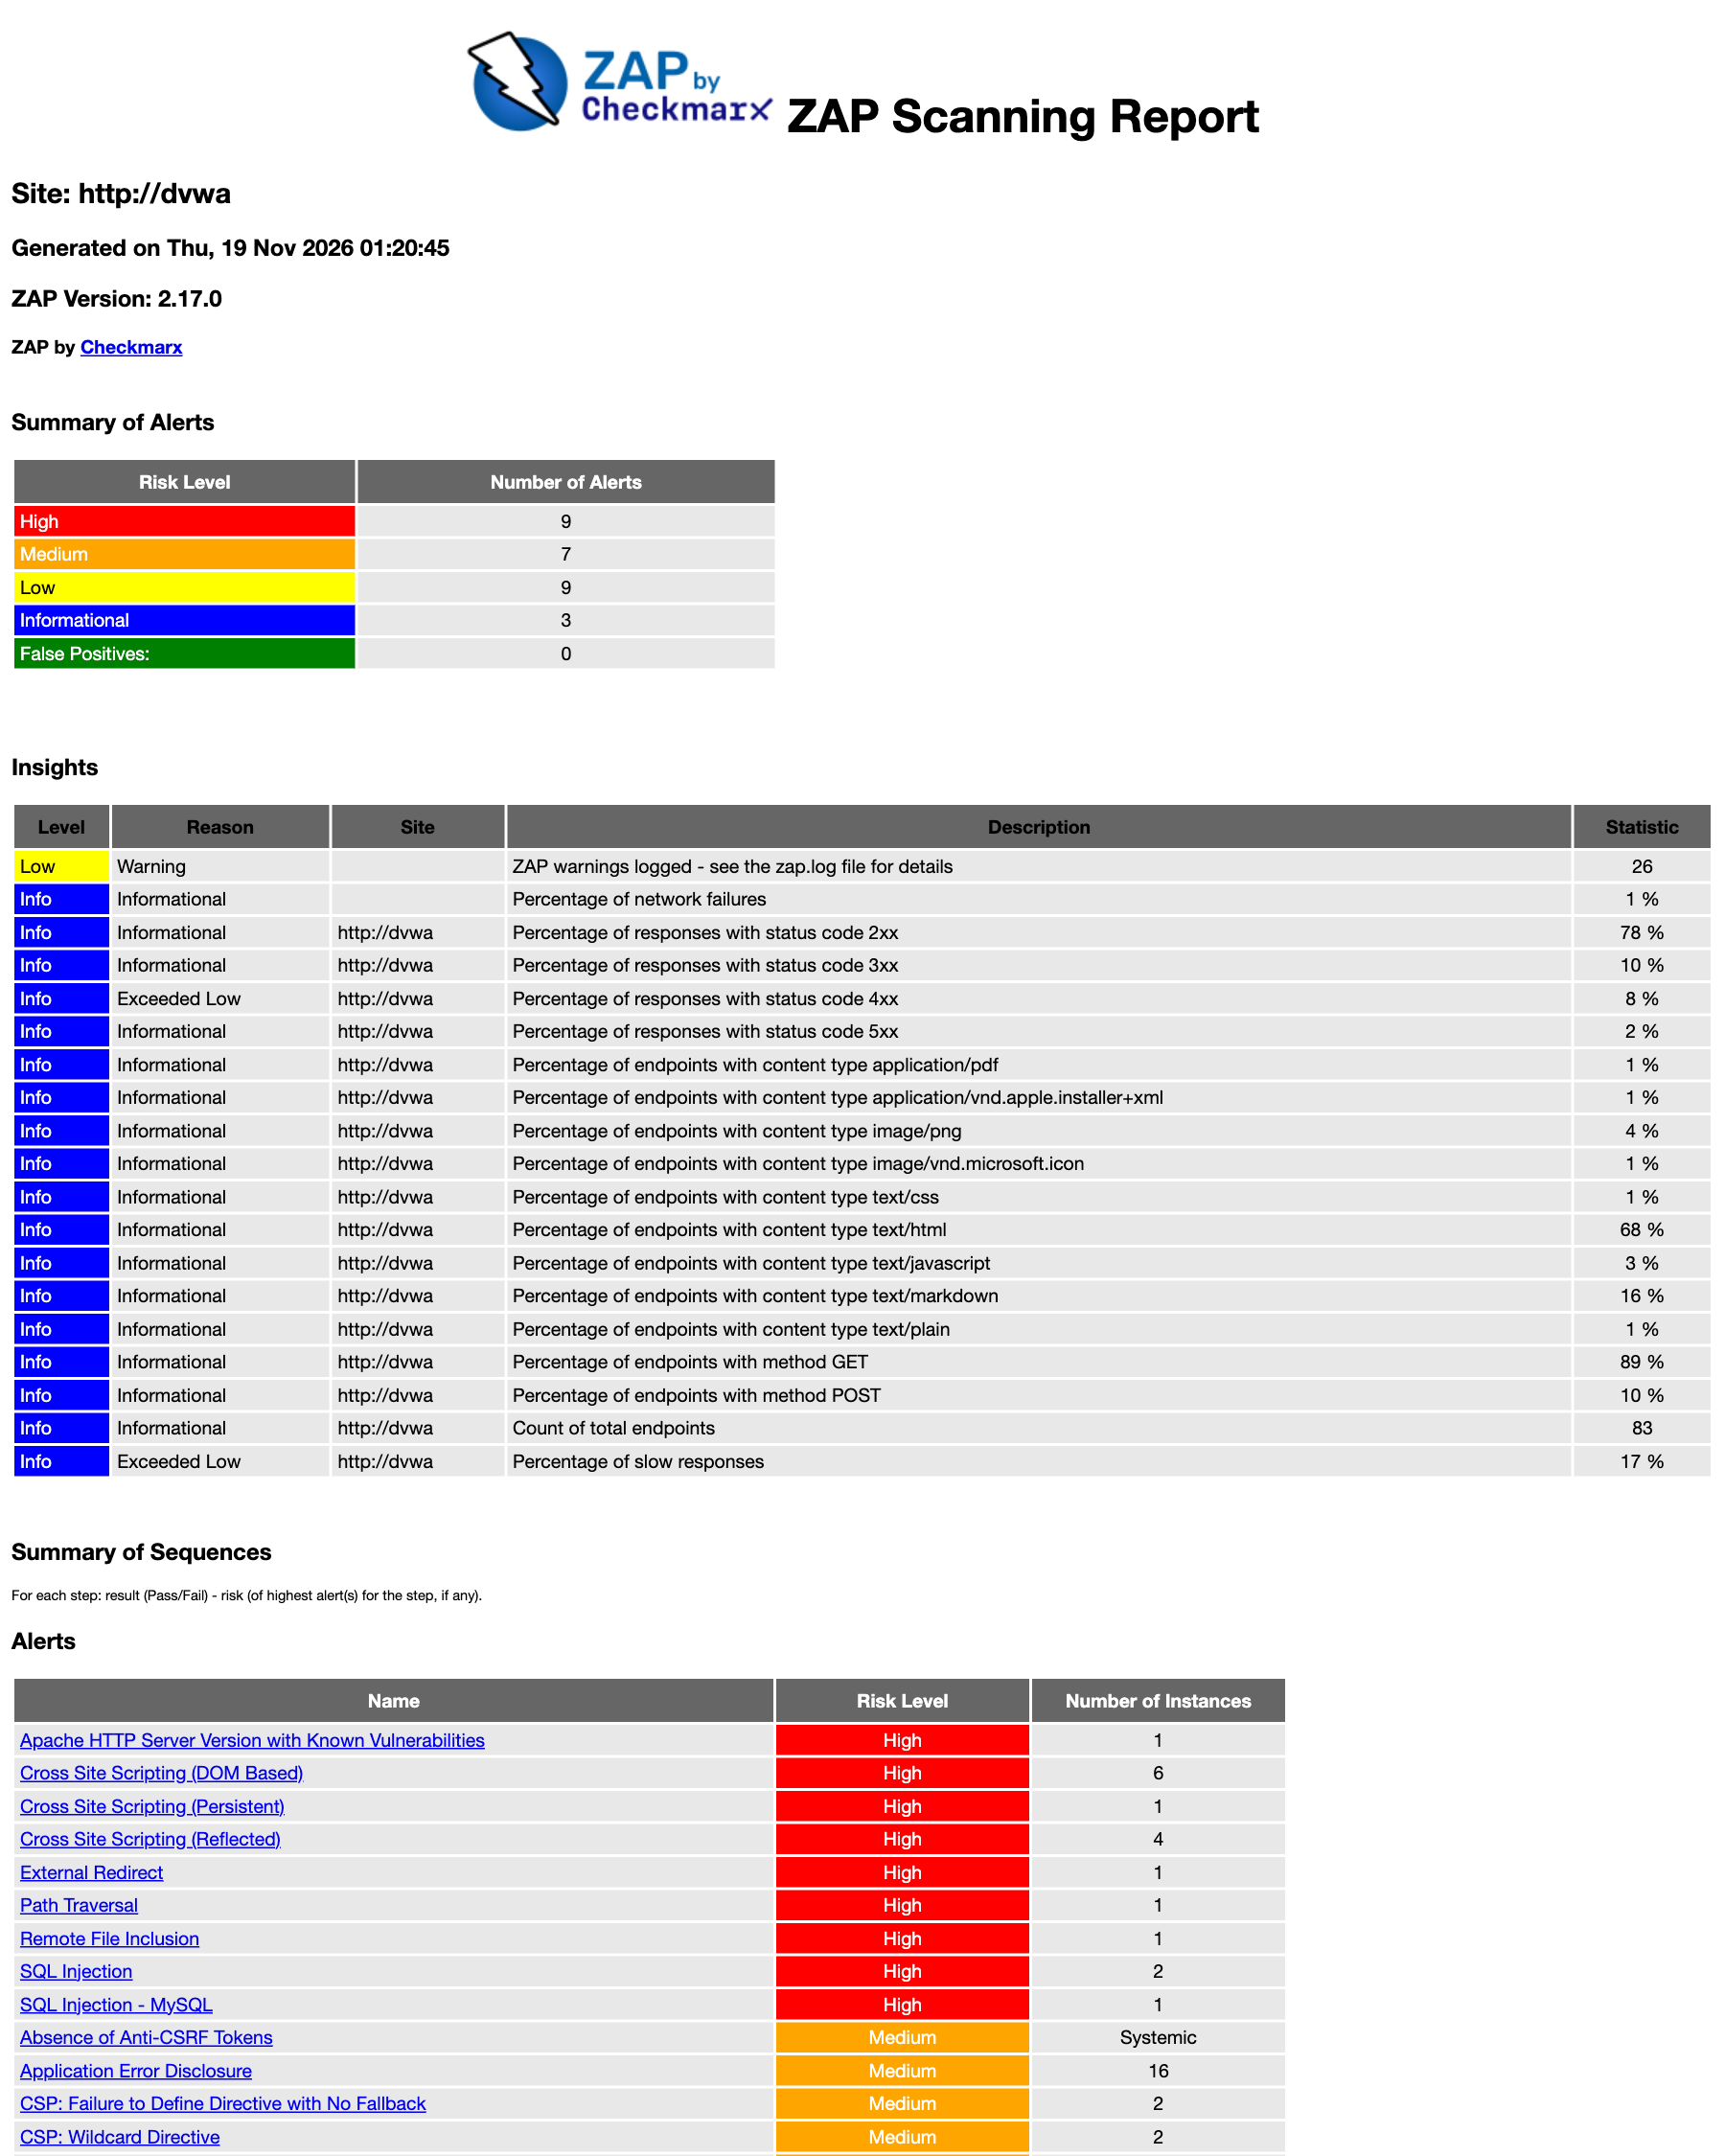 ZAP by
Checkmarx ZAP Scanning Report
Site: http://dvwa
Generated on Thu, 19 Nov 2026 01:20:45
ZAP Version: 2.17.0
ZAP by Checkmarx
Summary of Alerts
Risk Level Number of Alerts
High 9
Medium 7
Low 9
Informational 3
False Positives: 0
Insights
Level Reason Site Description Statistic
Low Warning ZAP warnings logged - see the zap.log file for details 26
Info Informational Percentage of network failures 1 %
Info Informational http://dvwa Percentage of responses with status code 2xx 78 %
Info Informational http://dvwa Percentage of responses with status code 3xx 10 %
Info Exceeded Low http://dvwa Percentage of responses with status code 4xx 8 %
Info Informational http://dvwa Percentage of responses with status code 5xx 2 %
Info Informational http://dvwa Percentage of endpoints with content type application/pdf 1 %
Info Informational http://dvwa Percentage of endpoints with content type application/vnd.apple.installer+xml 1 %
Info Informational http://dvwa Percentage of endpoints with content type image/png 4 %
Info Informational http://dvwa Percentage of endpoints with content type image/vnd.microsoft.icon 1 %
Info Informational http://dvwa Percentage of endpoints with content type text/css 1 %
Info Informational http://dvwa Percentage of endpoints with content type text/html 68 %
Info Informational http://dvwa Percentage of endpoints with content type text/javascript 3 %
Info Informational http://dvwa Percentage of endpoints with content type text/markdown 16 %
Info Informational http://dvwa Percentage of endpoints with content type text/plain 1 %
Info Informational http://dvwa Percentage of endpoints with method GET 89 %
Info Informational http://dvwa Percentage of endpoints with method POST 10 %
Info Informational http://dvwa Count of total endpoints 83
Info Exceeded Low http://dvwa Percentage of slow responses 17 %
Summary of Sequences
For each step: result (Pass/Fail) - risk (of highest alert(s) for the step, if any).
Alerts
Name Risk Level Number of Instances
Apache HTTP Server Version with Known Vulnerabilities High 1
Cross Site Scripting (DOM Based) High 6
Cross Site Scripting (Persistent) High 1
Cross Site Scripting (Reflected) High 4
External Redirect High 1
Path Traversal High 1
Remote File Inclusion High 1
SQL Injection High 2
SQL Injection - MySQL High 1
Absence of Anti-CSRF Tokens Medium Systemic
Application Error Disclosure Medium 16
CSP: Failure to Define Directive with No Fallback Medium 2
CSP: Wildcard Directive Medium 2